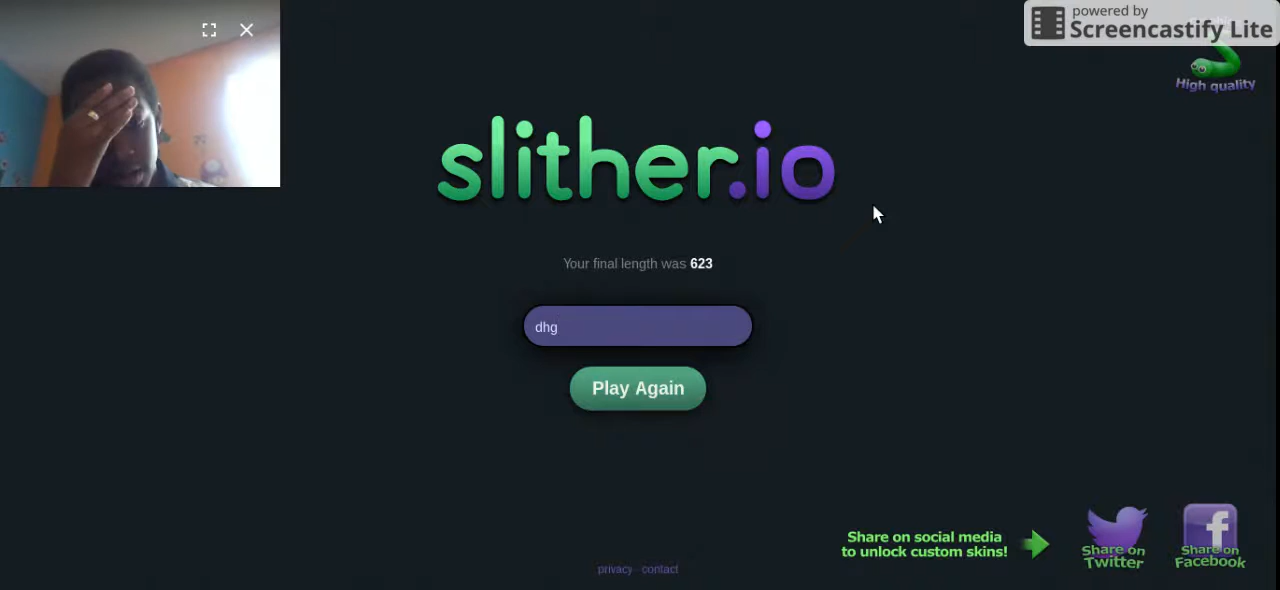 powered by
Screencastify Lite
High quality
slither.io
Your final length was 623
dhg
Play Again
Share on social media
to unlock custom skins!
Share on
Twitter
Share on
Facebook
privacy · contact